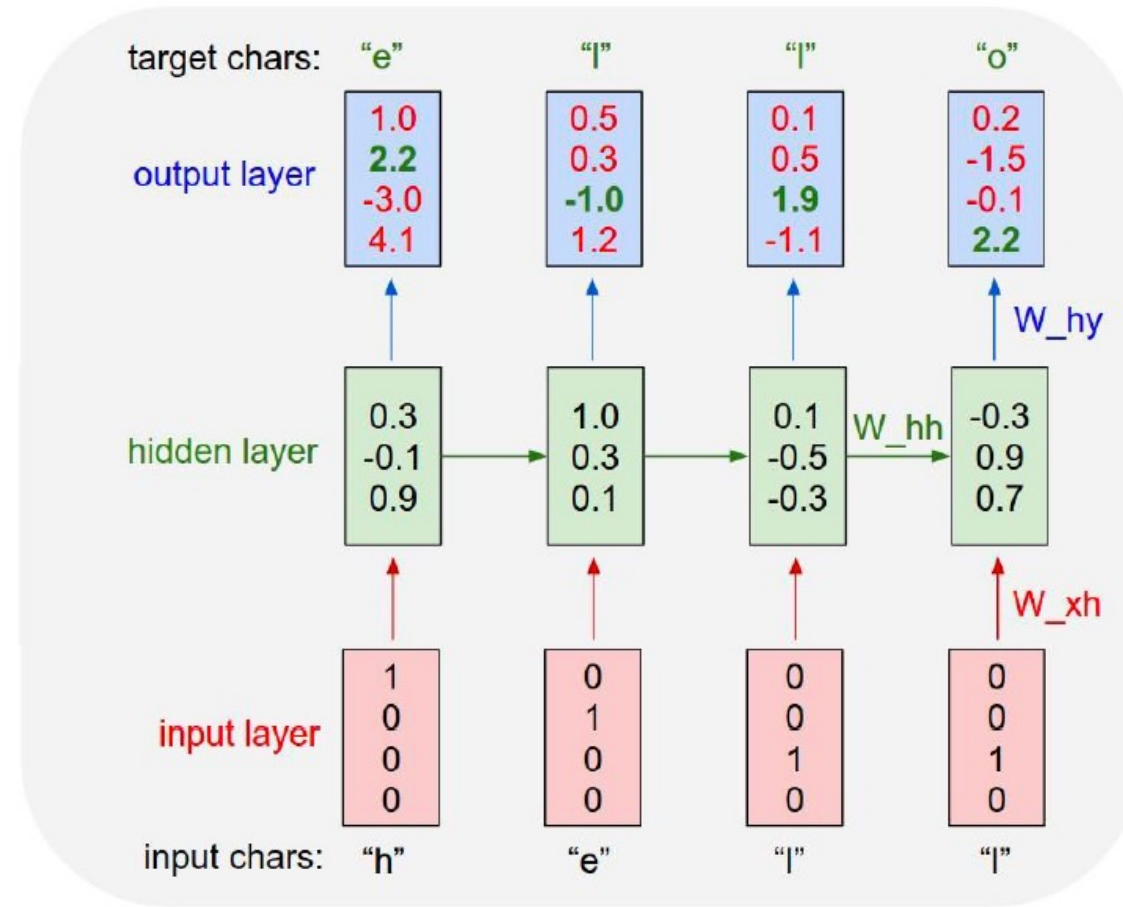 target chars: “e” “l” “l” “o”
1.0 0.5 0.1 0.2
2.2 0.3 0.5 -1.5
output layer
-3.0 -1.0 1.9 -0.1
4.1 1.2 -1.1 2.2
W_hy
0.3 1.0 0.1 -0.3
W_hh
hidden layer
-0.1 0.3 -0.5 0.9
0.9 0.1 -0.3 0.7
W_xh
1 0 0 0
0 1 0 0
input layer
0 0 1 1
0 0 0 0
input chars: “h” “e” “l” “l”